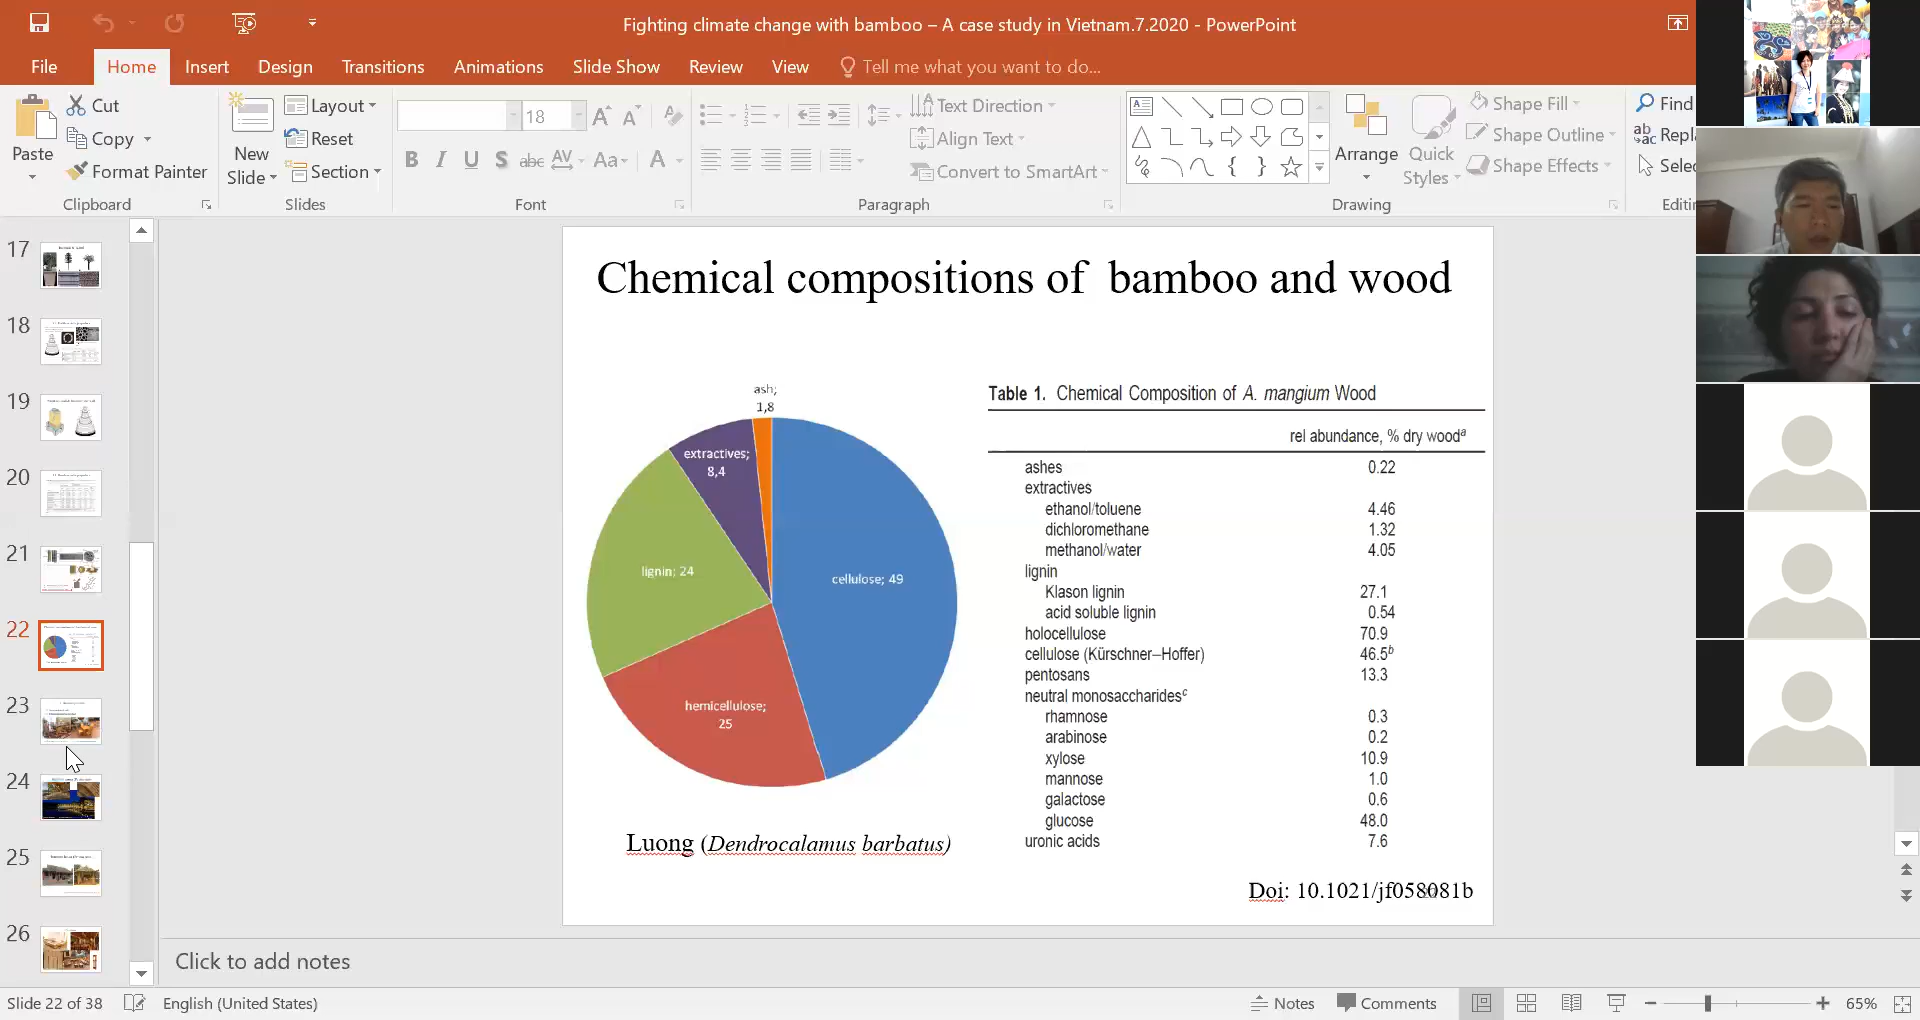 Fighting climate change with bamboo – A case study in Vietnam.7.2020 - PowerPoint
File Home Insert Design Transitions Animations Slide Show Review View Tell me what you want to do...
Paste
Cut
Copy
Format Painter
Clipboard
New Slide
Layout
Reset
Section
Slides
18
Font
Text Direction
Align Text
Convert to SmartArt
Paragraph
Arrange
Quick Styles
Shape Fill
Shape Outline
Shape Effects
Drawing
Find
Repla
Selec
Editin
17
18
19
20
21
22
23
24
25
26
Chemical compositions of bamboo and wood
ash;
1,8
extractives;
8,4
lignin; 24
cellulose; 49
hemicellulose;
25
Luong (Dendrocalamus barbatus)
Table 1. Chemical Composition of A. mangium Wood
rel abundance, % dry wood^a
ashes 0.22
extractives
ethanol/toluene 4.46
dichloromethane 1.32
methanol/water 4.05
lignin
Klason lignin 27.1
acid soluble lignin 0.54
holocellulose 70.9
cellulose (Kürschner–Hoffer) 46.5^b
pentosans 13.3
neutral monosaccharides^c
rhamnose 0.3
arabinose 0.2
xylose 10.9
mannose 1.0
galactose 0.6
glucose 48.0
uronic acids 7.6
Doi: 10.1021/jf058081b
Click to add notes
Slide 22 of 38 English (United States) Notes Comments 65%